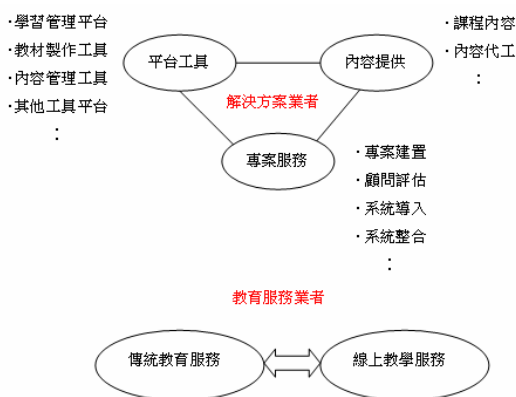 ・學習管理平台
・教材製作工具
・內容管理工具
・其他工具平台
：
平台工具
內容提供
・課程內容
・內容代工
：
解決方案業者
專案服務
・專案建置
・顧問評估
・系統導入
・系統整合
：
教育服務業者
傳統教育服務
線上教學服務